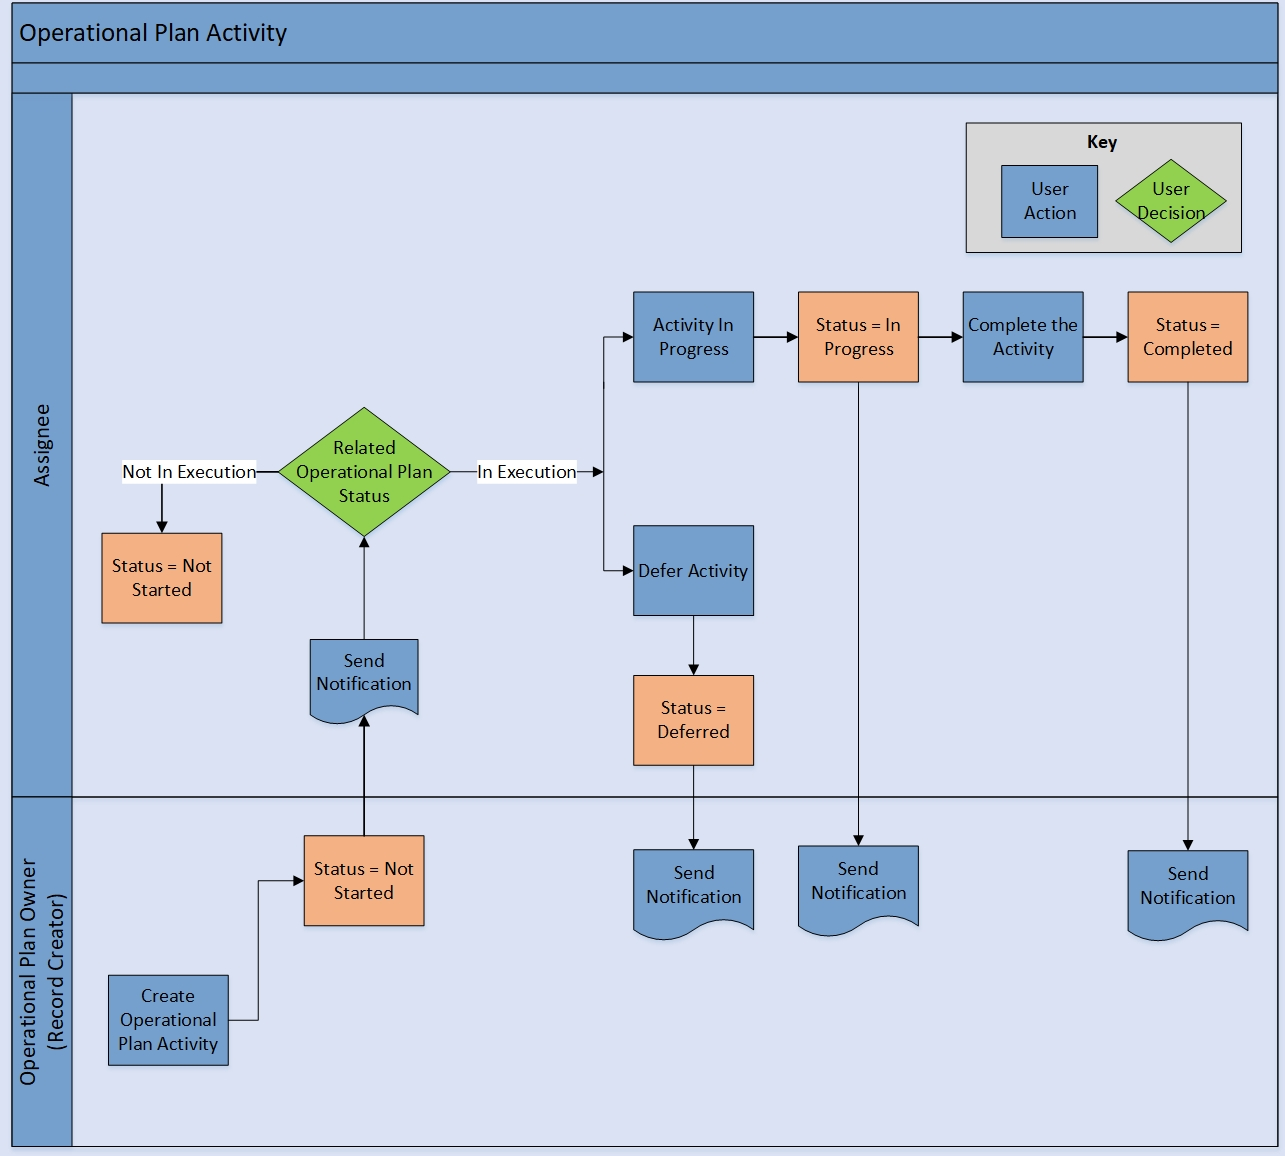 Operational Plan Activity
Key
User
Action
User
Decision
Assignee
Activity In
Progress
Status = In
Progress
Complete the
Activity
Status =
Completed
Related
Operational Plan
Status
Not In Execution
In Execution
Status = Not
Started
Defer Activity
Send
Notification
Status =
Deferred
Operational Plan Owner
(Record Creator)
Status = Not
Started
Send
Notification
Send
Notification
Send
Notification
Create
Operational
Plan Activity